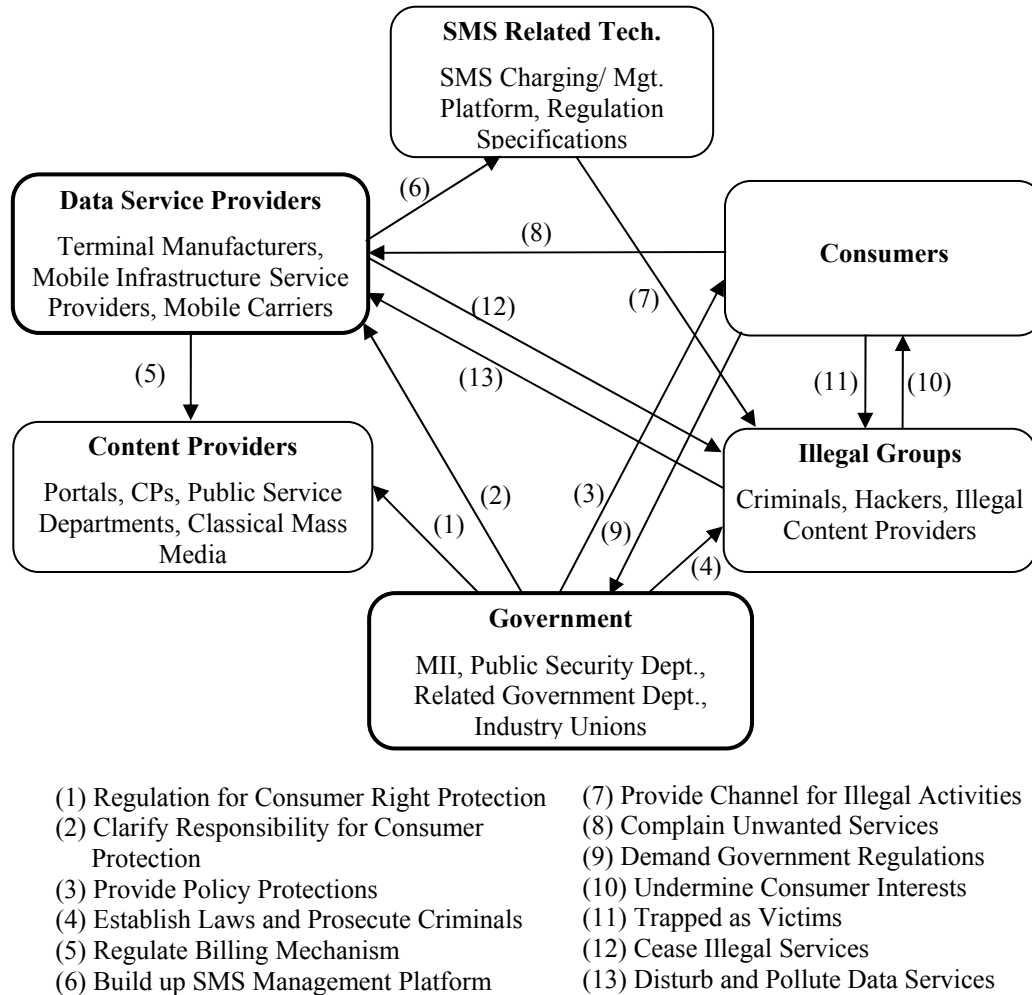 SMS Related Tech.
SMS Charging/ Mgt.
Platform, Regulation
Specifications
Data Service Providers
Terminal Manufacturers,
Mobile Infrastructure Service
Providers, Mobile Carriers
(6)
(8)
Consumers
(12)
(7)
(5)
(13)
(11)
(10)
Content Providers
Portals, CPs, Public Service
Departments, Classical Mass
Media
Illegal Groups
Criminals, Hackers, Illegal
Content Providers
(1)
(2)
(3)
(9)
(4)
Government
MII, Public Security Dept.,
Related Government Dept.,
Industry Unions
(1) Regulation for Consumer Right Protection
(2) Clarify Responsibility for Consumer
Protection
(3) Provide Policy Protections
(4) Establish Laws and Prosecute Criminals
(5) Regulate Billing Mechanism
(6) Build up SMS Management Platform
(7) Provide Channel for Illegal Activities
(8) Complain Unwanted Services
(9) Demand Government Regulations
(10) Undermine Consumer Interests
(11) Trapped as Victims
(12) Cease Illegal Services
(13) Disturb and Pollute Data Services